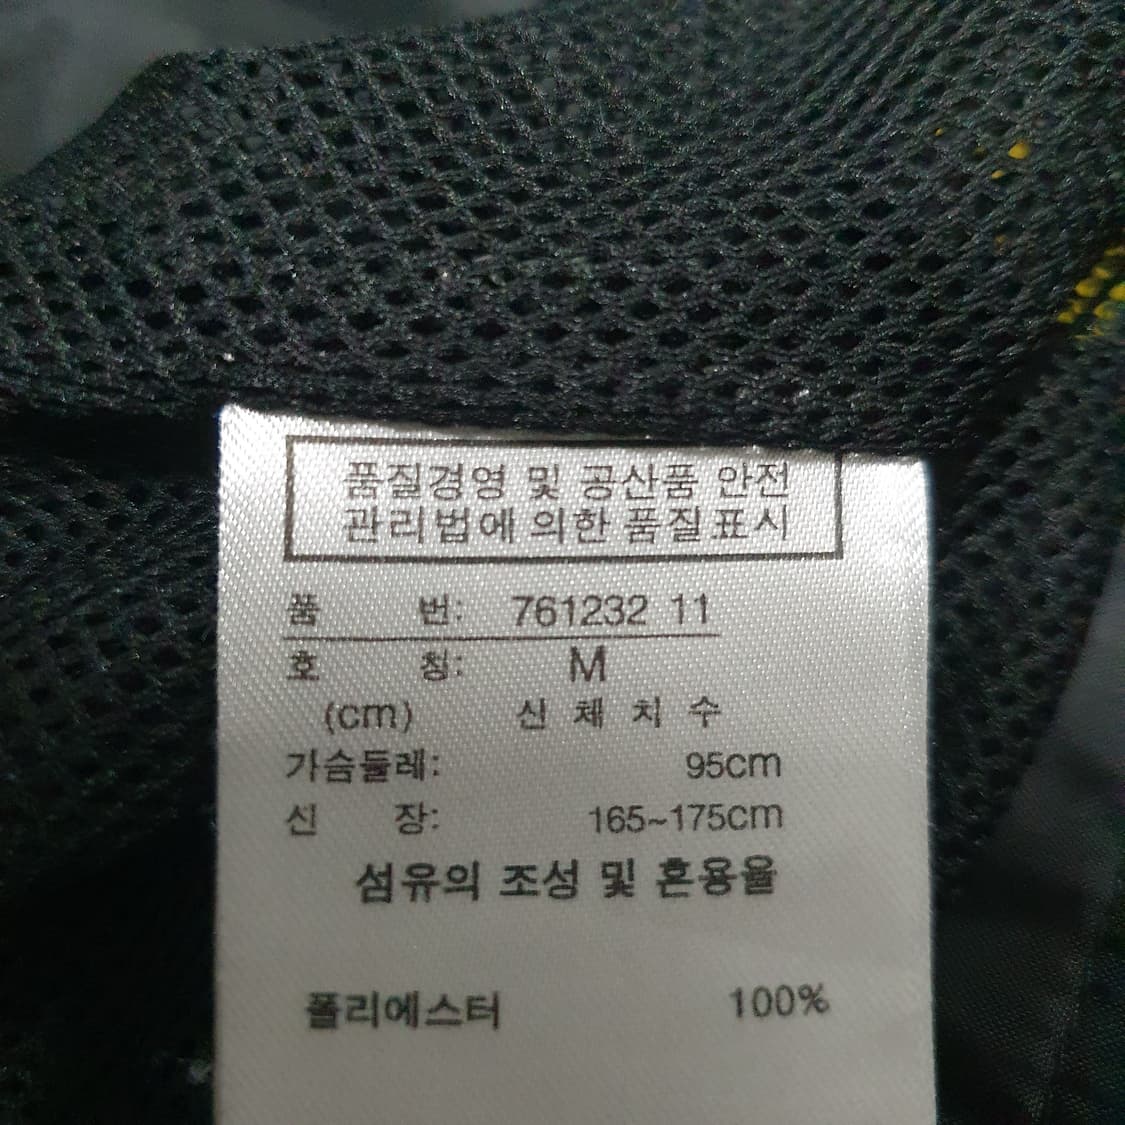 품질경영 및 공산품 안전
관리법에 의한 품질표시
품 번: 761232 11
호 칭: M
(cm) 신 체 치 수
가슴둘레: 95cm
신 장: 165~175cm
섬유의 조성 및 혼용율
폴리에스터 100%